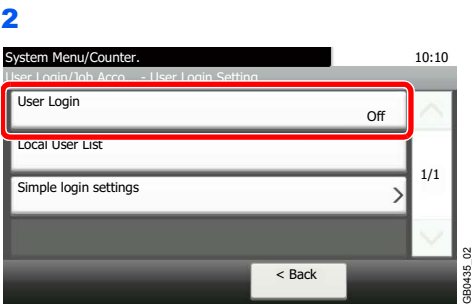 2
System Menu/Counter.
10:10
User Login/Job Acco... - User Login Setting
User Login
Off
Local User List
1/1
Simple login settings
>
< Back
GB0435_02